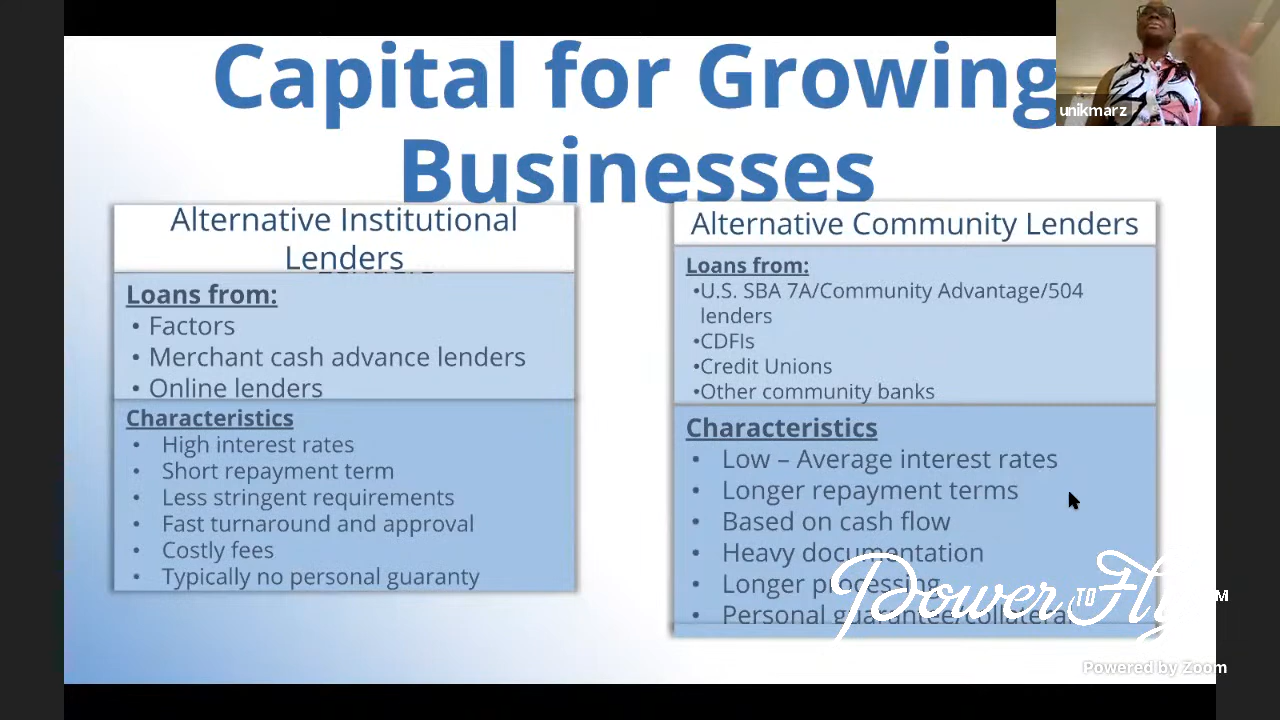 Capital for Growing
Businesses
unikmarz
Alternative Institutional
Lenders
Loans from:
• Factors
• Merchant cash advance lenders
• Online lenders
Characteristics
• High interest rates
• Short repayment term
• Less stringent requirements
• Fast turnaround and approval
• Costly fees
• Typically no personal guaranty
Alternative Community Lenders
Loans from:
•U.S. SBA 7A/Community Advantage/504
lenders
•CDFIs
•Credit Unions
•Other community banks
Characteristics
• Low – Average interest rates
• Longer repayment terms
• Based on cash flow
• Heavy documentation
• Longer processing
• Personal guarantee/collateral
Power TO Fly
Powered by Zoom